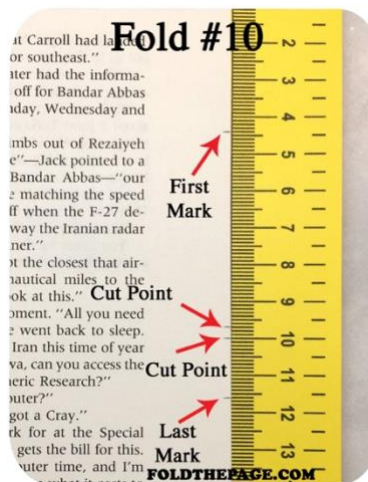 Fold #10
Carroll had landed
or southeast."
ater had the informa-
off for Bandar Abbas
day, Wednesday and
mbs out of Rezaiyeh
e"—Jack pointed to a
Bandar Abbas—"our
e matching the speed
ff when the F-27 de-
way the Iranian radar
ner."
t the closest that air-
nautical miles to the
ok at this."
oment. "All you need
e went back to sleep.
Iran this time of year
va, can you access the
eric Research?"
puter?"
got a Cray."
rk for at the Special
gets the bill for this.
puter time, and I'm
First
Mark
Cut Point
Cut Point
Last
Mark
2
3
4
5
6
7
8
9
10
11
12
13
FOLDTHEPAGE.COM